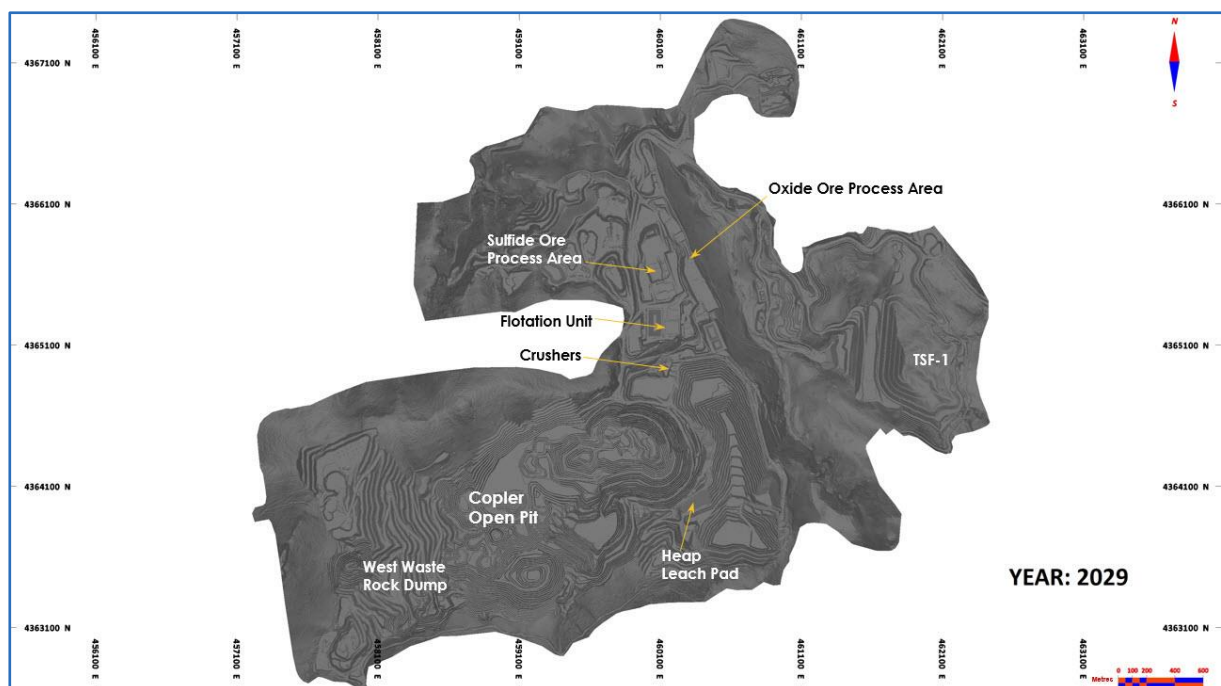 456100 E
457100 E
458100 E
459100 E
460100 E
461100 E
462100 E
463100 E
N
S
4367100 N
4367100 N
4366100 N
4366100 N
Oxide Ore Process Area
Sulfide Ore
Process Area
Flotation Unit
Crushers
4365100 N
4365100 N
TSF-1
4364100 N
4364100 N
Copler
Open Pit
West Waste
Rock Dump
Heap
Leach Pad
YEAR: 2029
4363100 N
4363100 N
456100 E
457100 E
458100 E
459100 E
460100 E
461100 E
462100 E
463100 E
0 100 200 400 600
Metres